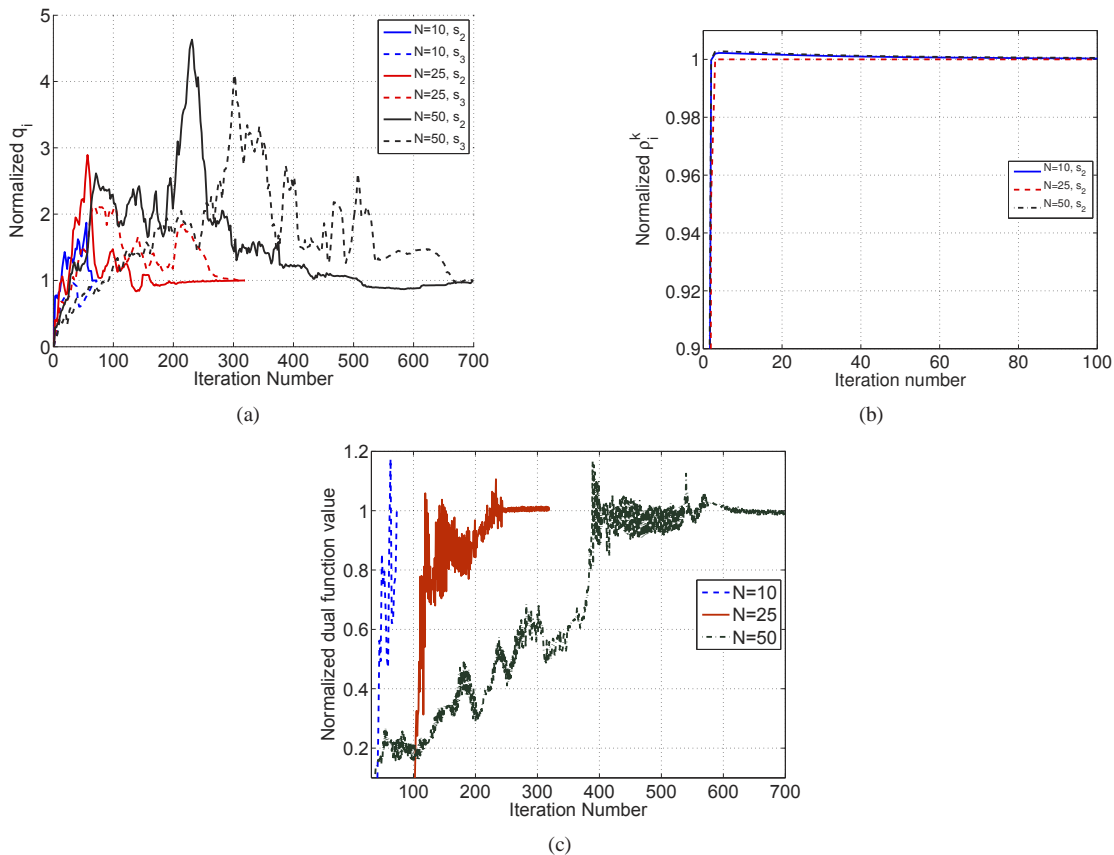 5
4
3
2
1
0
0
100
200
300
400
500
600
700
Normalized q_i
Iteration Number
N=10, s_2
N=10, s_3
N=25, s_2
N=25, s_3
N=50, s_2
N=50, s_3
(a)
1
0.98
0.96
0.94
0.92
0.9
0
20
40
60
80
100
Normalized ρ_i^k
Iteration number
N=10, s_2
N=25, s_2
N=50, s_2
(b)
1.2
1
0.8
0.6
0.4
0.2
100
200
300
400
500
600
700
Normalized dual function value
Iteration Number
N=10
N=25
N=50
(c)